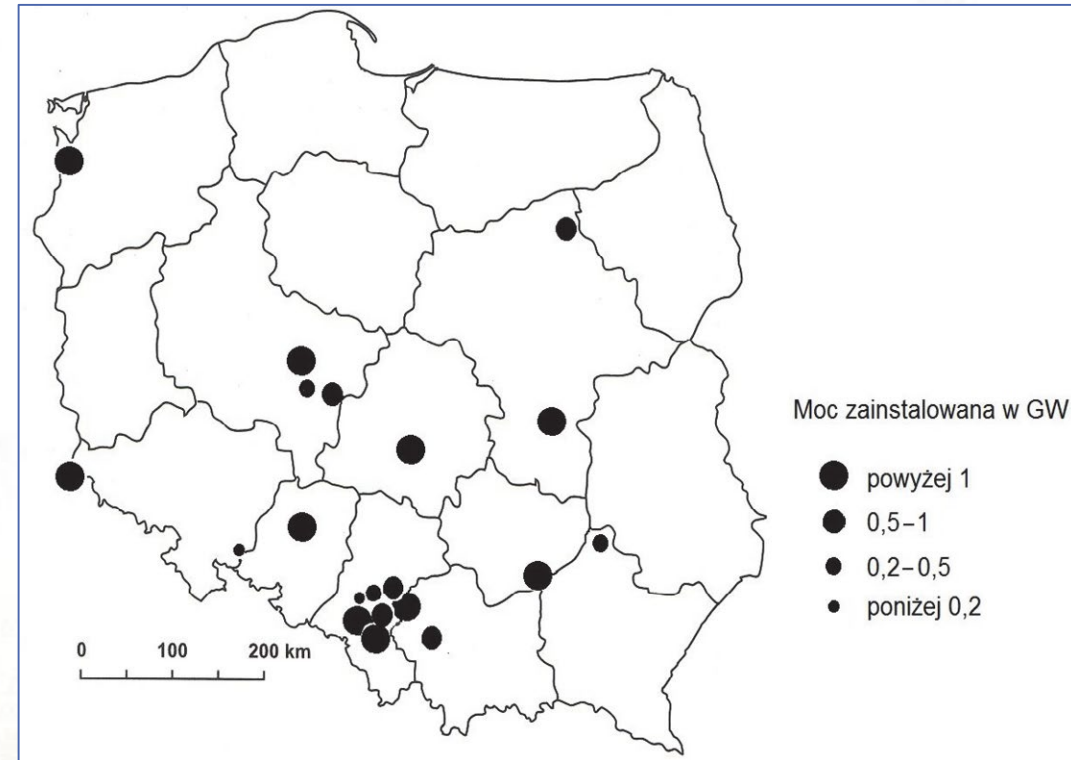 Moc zainstalowana w GW
powyżej 1
0,5–1
0,2–0,5
poniżej 0,2
0 100 200 km